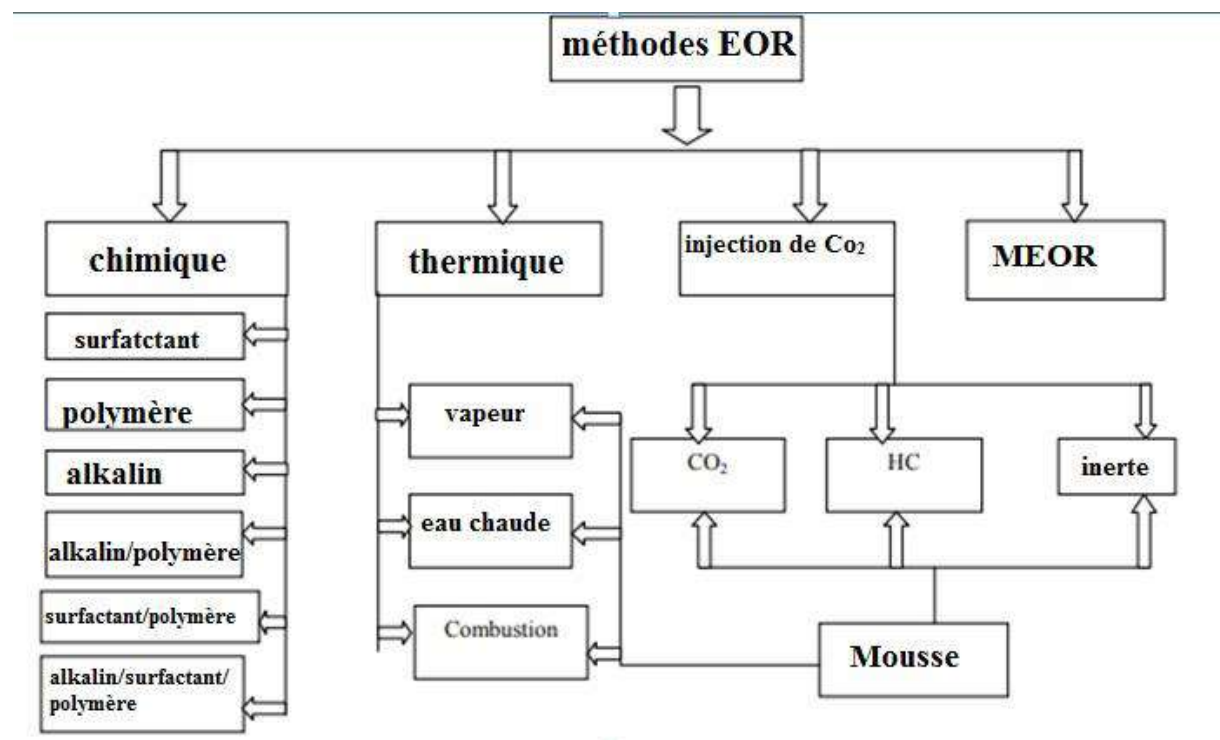 méthodes EOR
chimique
thermique
injection de Co₂
MEOR
surfatctant
polymère
alkalin
alkalin/polymère
surfactant/polymère
alkalin/surfactant/
polymère
vapeur
eau chaude
Combustion
CO₂
HC
inerte
Mousse